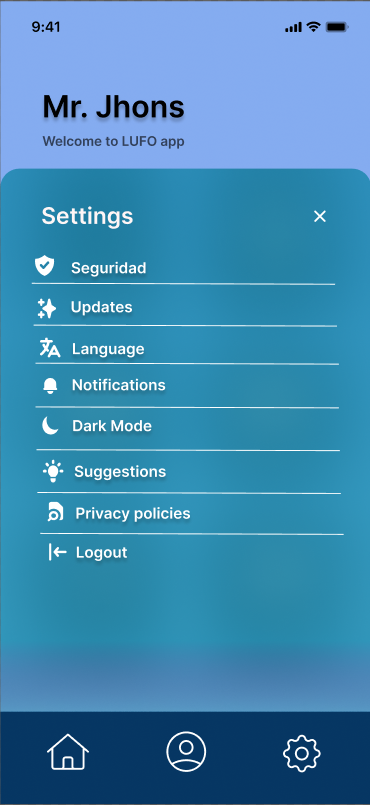 9:41
Mr. Jhons
Welcome to LUFO app
Settings
Seguridad
Updates
Language
Notifications
Dark Mode
Suggestions
Privacy policies
Logout